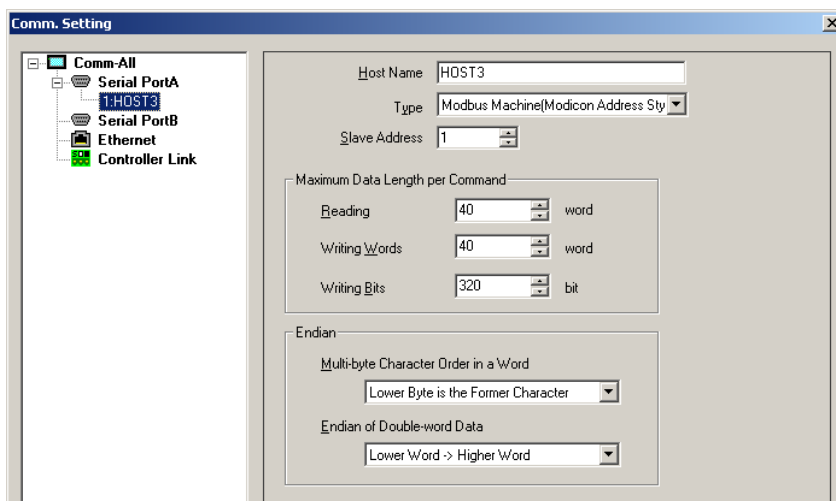 Comm. Setting
Comm-All
Serial PortA
1:HOST3
Serial PortB
Ethernet
Controller Link
Host Name HOST3
Type Modbus Machine(Modicon Address Sty
Slave Address 1
Maximum Data Length per Command
Reading 40 word
Writing Words 40 word
Writing Bits 320 bit
Endian
Multi-byte Character Order in a Word
Lower Byte is the Former Character
Endian of Double-word Data
Lower Word -> Higher Word